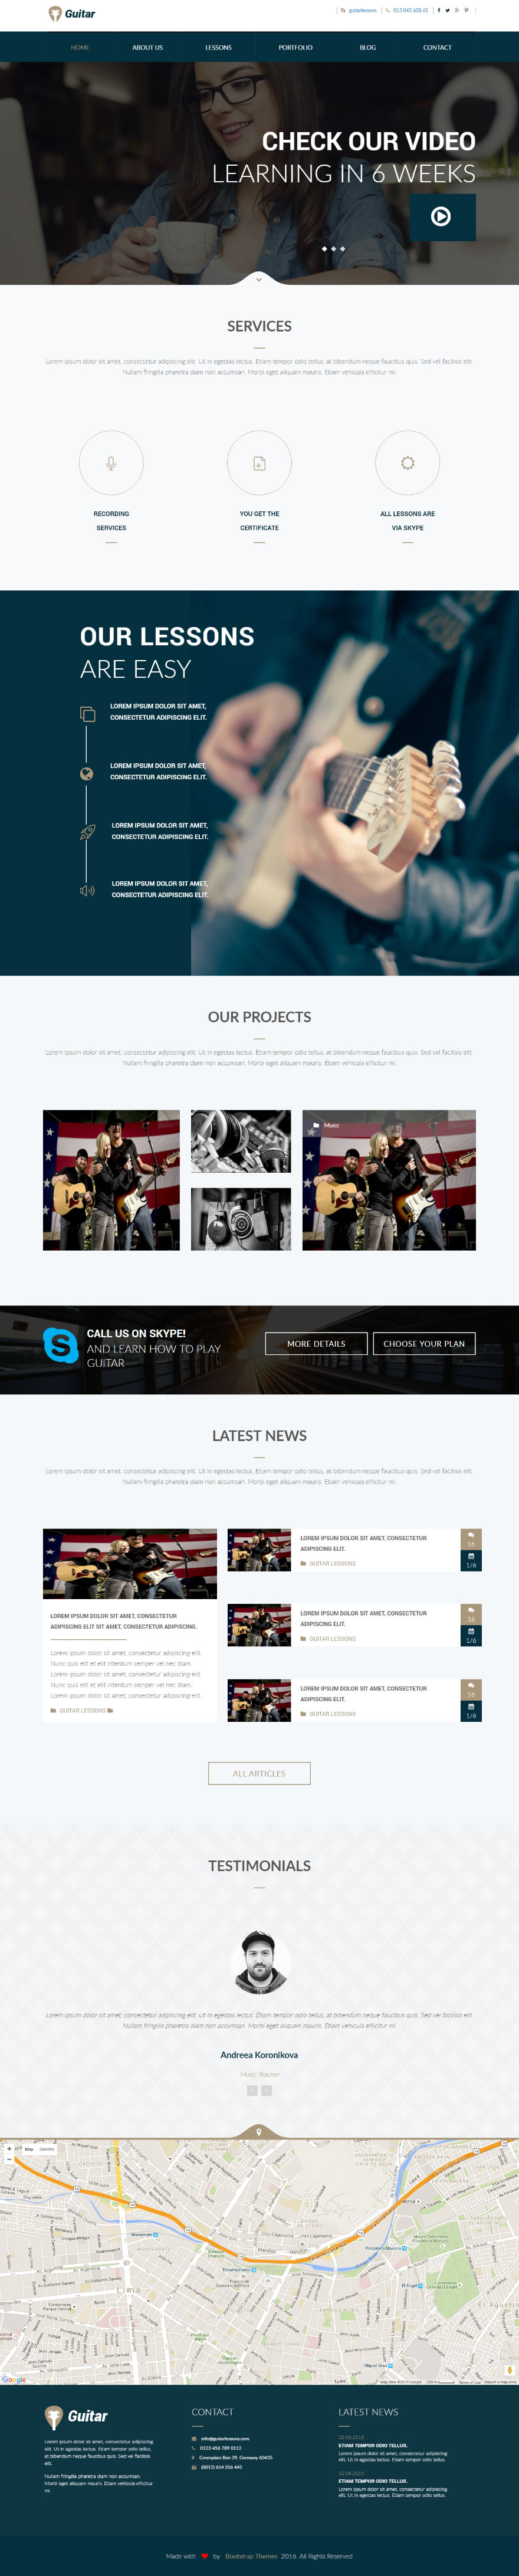 Guitar
guitarlessons
013 045 608 65
HOME
ABOUT US
LESSONS
PORTFOLIO
BLOG
CONTACT
CHECK OUR VIDEO
LEARNING IN 6 WEEKS
SERVICES
Lorem ipsum dolor sit amet, consectetur adipiscing elit. Ut in egestas lectus. Etiam tempor odio tellus, at bibendum neque faucibus quis. Sed vel facilisis elit.
Nullam fringilla pharetra diam non accumsan. Morbi eget aliquam mauris. Etiam vehicula efficitur mi.
RECORDING
SERVICES
YOU GET THE
CERTIFICATE
ALL LESSONS ARE
VIA SKYPE
OUR LESSONS
ARE EASY
LOREM IPSUM DOLOR SIT AMET,
CONSECTETUR ADIPISCING ELIT.
LOREM IPSUM DOLOR SIT AMET,
CONSECTETUR ADIPISCING ELIT.
LOREM IPSUM DOLOR SIT AMET,
CONSECTETUR ADIPISCING ELIT.
LOREM IPSUM DOLOR SIT AMET,
CONSECTETUR ADIPISCING ELIT.
OUR PROJECTS
Lorem ipsum dolor sit amet, consectetur adipiscing elit. Ut in egestas lectus. Etiam tempor odio tellus, at bibendum neque faucibus quis. Sed vel facilisis elit.
Nullam fringilla pharetra diam non accumsan. Morbi eget aliquam mauris. Etiam vehicula efficitur mi.
Music
CALL US ON SKYPE!
AND LEARN HOW TO PLAY
GUITAR
MORE DETAILS
CHOOSE YOUR PLAN
LATEST NEWS
Lorem ipsum dolor sit amet, consectetur adipiscing elit. Ut in egestas lectus. Etiam tempor odio tellus, at bibendum neque faucibus quis. Sed vel facilisis elit.
Nullam fringilla pharetra diam non accumsan. Morbi eget aliquam mauris. Etiam vehicula efficitur mi.
LOREM IPSUM DOLOR SIT AMET, CONSECTETUR
ADIPISCING ELIT SIT AMET, CONSECTETUR ADIPISCING.
Lorem ipsum dolor sit amet, consectetur adipiscing elit.
Nunc quis elit et elit interdum semper vel nec diam.
Lorem ipsum dolor sit amet, consectetur adipiscing elit.
Nunc quis elit et elit interdum semper vel nec diam.
Lorem ipsum dolor sit amet, consectetur adipiscing elit...
GUITAR LESSONS
LOREM IPSUM DOLOR SIT AMET, CONSECTETUR
ADIPISCING ELIT.
GUITAR LESSONS
16
1/6
LOREM IPSUM DOLOR SIT AMET, CONSECTETUR
ADIPISCING ELIT.
GUITAR LESSONS
16
1/6
LOREM IPSUM DOLOR SIT AMET, CONSECTETUR
ADIPISCING ELIT.
GUITAR LESSONS
16
1/6
ALL ARTICLES
TESTIMONIALS
Lorem ipsum dolor sit amet, consectetur adipiscing elit. Ut in egestas lectus. Etiam tempor odio tellus, at bibendum neque faucibus quis. Sed vel facilisis elit.
Nullam fringilla pharetra diam non accumsan. Morbi eget aliquam mauris. Etiam vehicula efficitur mi.
Andreea Koronikova
Music Teacher
Map
Satellite
Lima
El Agustin
El Angel
Google
Terms of Use
Report a map error
Guitar
Lorem ipsum dolor sit amet, consectetur adipiscing
elit. Ut in egestas lectus. Etiam tempor odio tellus,
at bibendum neque faucibus quis. Sed vel facilisis
elit.
Nullam fringilla pharetra diam non accumsan.
Morbi eget aliquam mauris. Etiam vehicula efficitur
mi.
CONTACT
info@guitarlessons.com
0123 456 789 0112
Greenplatz Ben 29, Germany 60435
(0013) 654 356 445
LATEST NEWS
ETIAM TEMPOR ODIO TELLUS.
Lorem ipsum dolor sit amet, consectetur adipiscing
elit. Ut in egestas lectus. Etiam tempor odio tellus.
ETIAM TEMPOR ODIO TELLUS.
Lorem ipsum dolor sit amet, consectetur adipiscing
elit. Ut in egestas lectus. Etiam tempor odio tellus.
Made with by Bootstrap Themes 2016. All Rights Reserved